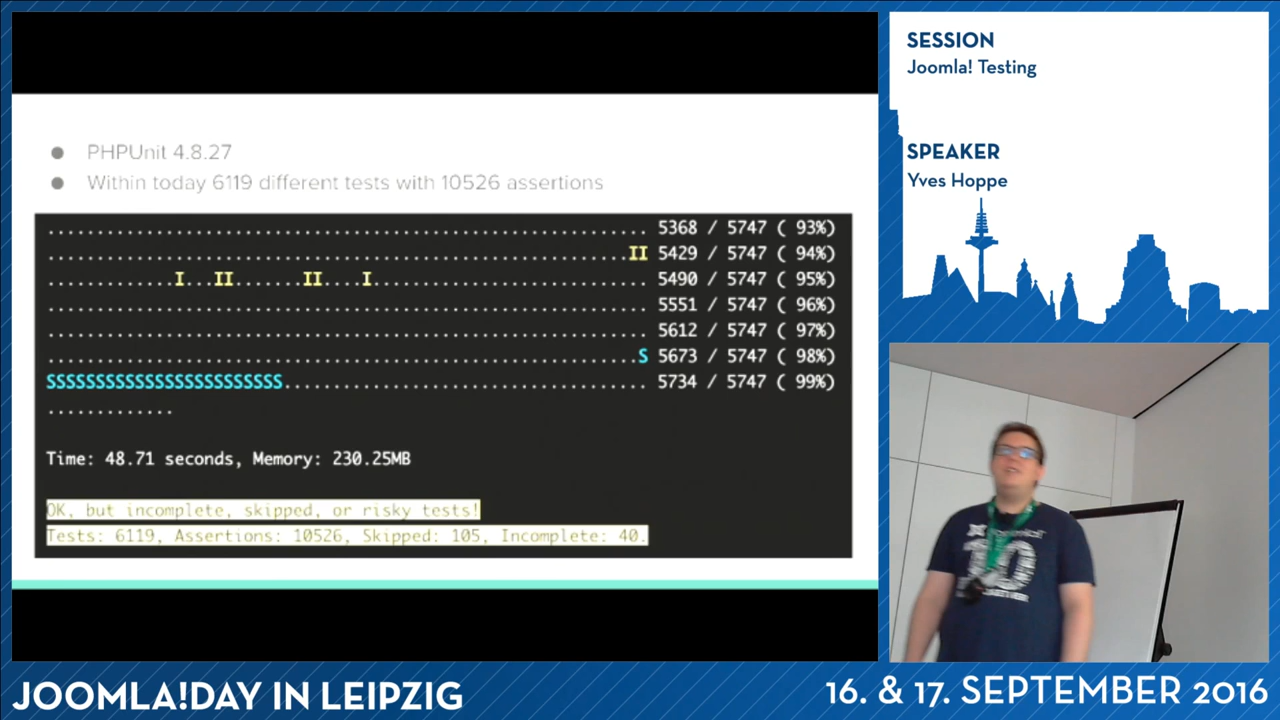 PHPUnit 4.8.27
Within today 6119 different tests with 10526 assertions
............................................................. 5368 / 5747 ( 93%)
...........................................................II 5429 / 5747 ( 94%)
.............I...II.......II....I............................ 5490 / 5747 ( 95%)
............................................................. 5551 / 5747 ( 96%)
............................................................. 5612 / 5747 ( 97%)
............................................................S 5673 / 5747 ( 98%)
SSSSSSSSSSSSSSSSSSSSSSSS..................................... 5734 / 5747 ( 99%)
.............
Time: 48.71 seconds, Memory: 230.25MB
OK, but incomplete, skipped, or risky tests!
Tests: 6119, Assertions: 10526, Skipped: 105, Incomplete: 40.
SESSION
Joomla! Testing
SPEAKER
Yves Hoppe
JOOMLA!DAY IN LEIPZIG
16. & 17. SEPTEMBER 2016